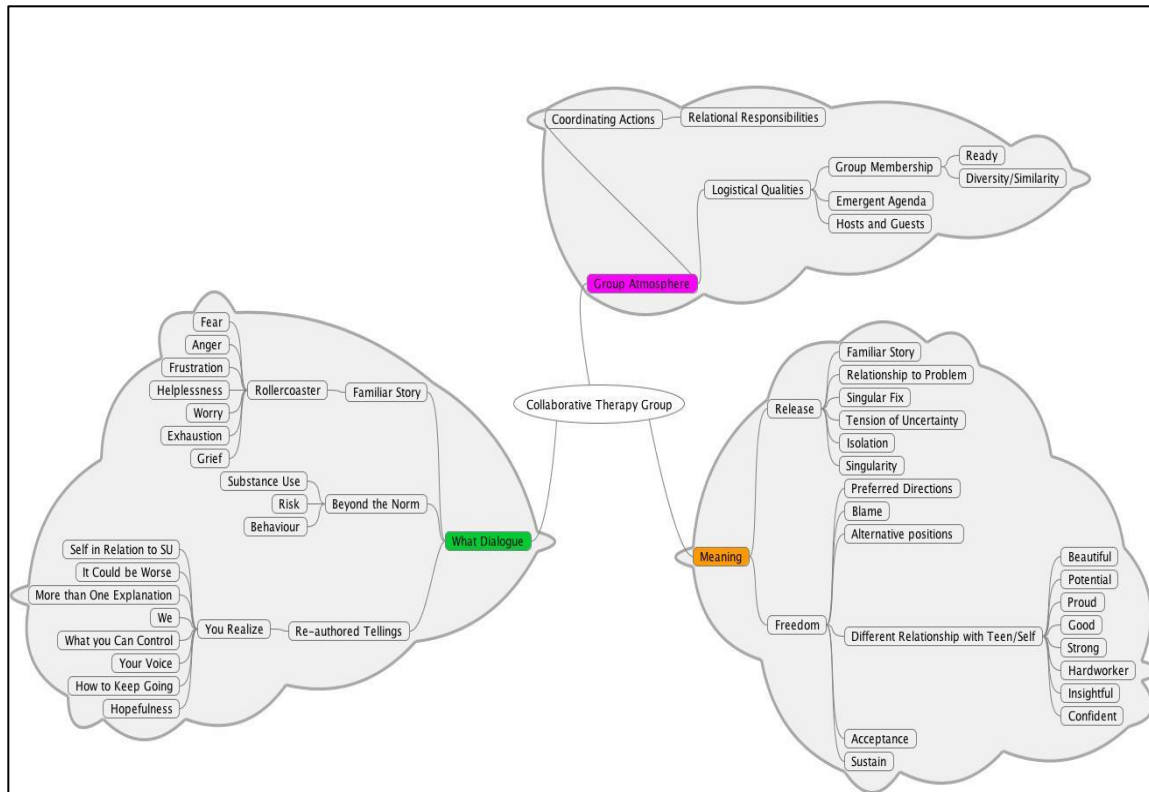 Coordinating Actions
Relational Responsibilities
Logistical Qualities
Group Membership
Ready
Diversity/Similarity
Emergent Agenda
Hosts and Guests
Group Atmosphere
Collaborative Therapy Group
Fear
Anger
Frustration
Helplessness
Worry
Exhaustion
Grief
Rollercoaster
Familiar Story
Substance Use
Risk
Behaviour
Beyond the Norm
What Dialogue
Self in Relation to SU
It Could be Worse
More than One Explanation
We
What you Can Control
Your Voice
How to Keep Going
Hopefulness
You Realize
Re-authored Tellings
Meaning
Release
Familiar Story
Relationship to Problem
Singular Fix
Tension of Uncertainty
Isolation
Singularity
Freedom
Preferred Directions
Blame
Alternative positions
Different Relationship with Teen/Self
Beautiful
Potential
Proud
Good
Strong
Hardworker
Insightful
Confident
Acceptance
Sustain